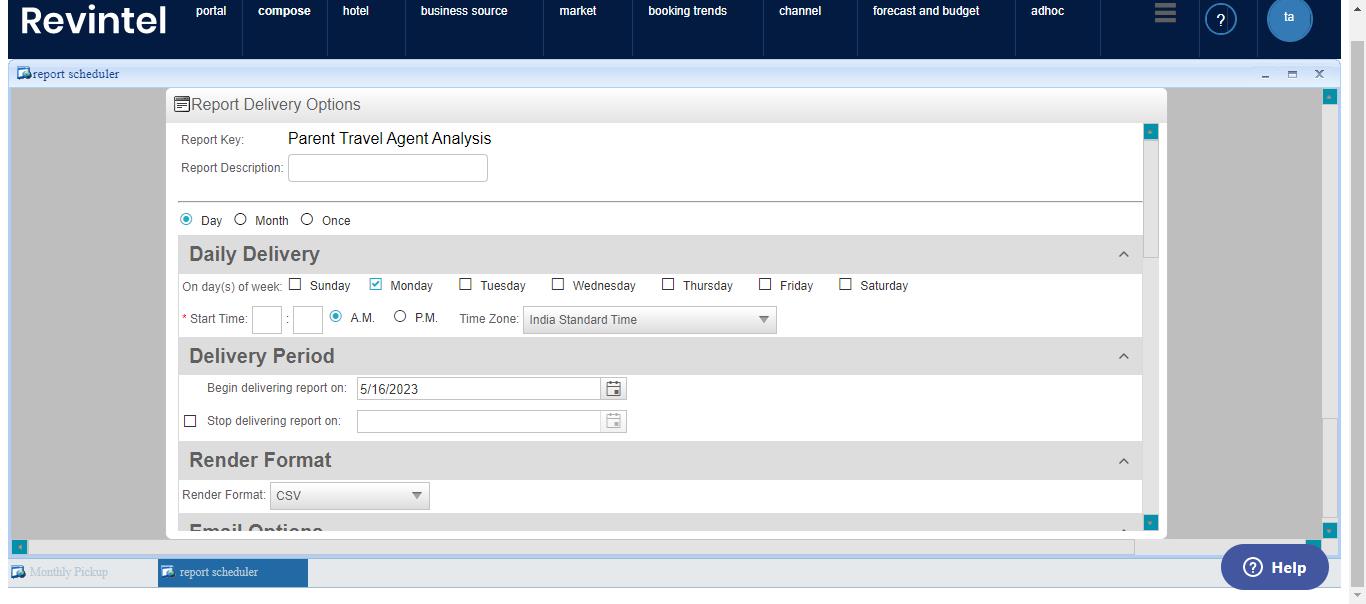 Revintel
portal compose hotel business source market booking trends channel forecast and budget adhoc ? ta
report scheduler
Report Delivery Options
Report Key: Parent Travel Agent Analysis
Report Description:
Day Month Once
Daily Delivery
On day(s) of week: Sunday Monday Tuesday Wednesday Thursday Friday Saturday
* Start Time: : A.M. P.M. Time Zone: India Standard Time
Delivery Period
Begin delivering report on: 5/16/2023
Stop delivering report on:
Render Format
Render Format: CSV
Email Options
? Help
Monthly Pickup report scheduler